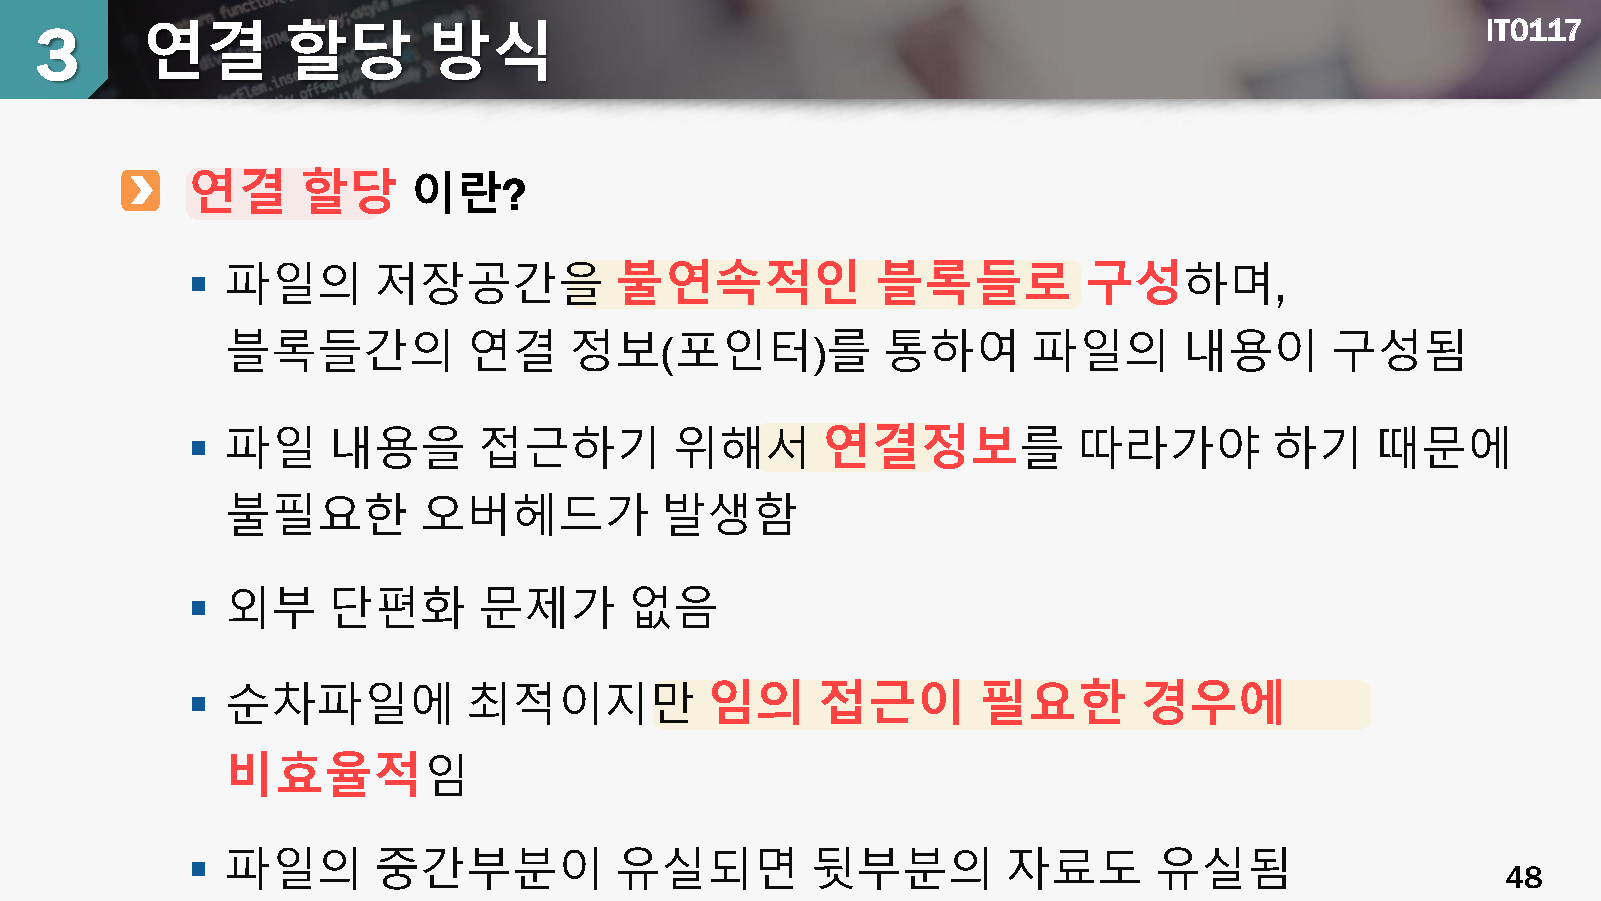 3 연결 할당 방식
IT0117
연결 할당 이란?
▪ 파일의 저장공간을 불연속적인 블록들로 구성하며,
블록들간의 연결 정보(포인터)를 통하여 파일의 내용이 구성됨
▪ 파일 내용을 접근하기 위해서 연결정보를 따라가야 하기 때문에
불필요한 오버헤드가 발생함
▪ 외부 단편화 문제가 없음
▪ 순차파일에 최적이지만 임의 접근이 필요한 경우에
비효율적임
▪ 파일의 중간부분이 유실되면 뒷부분의 자료도 유실됨
48